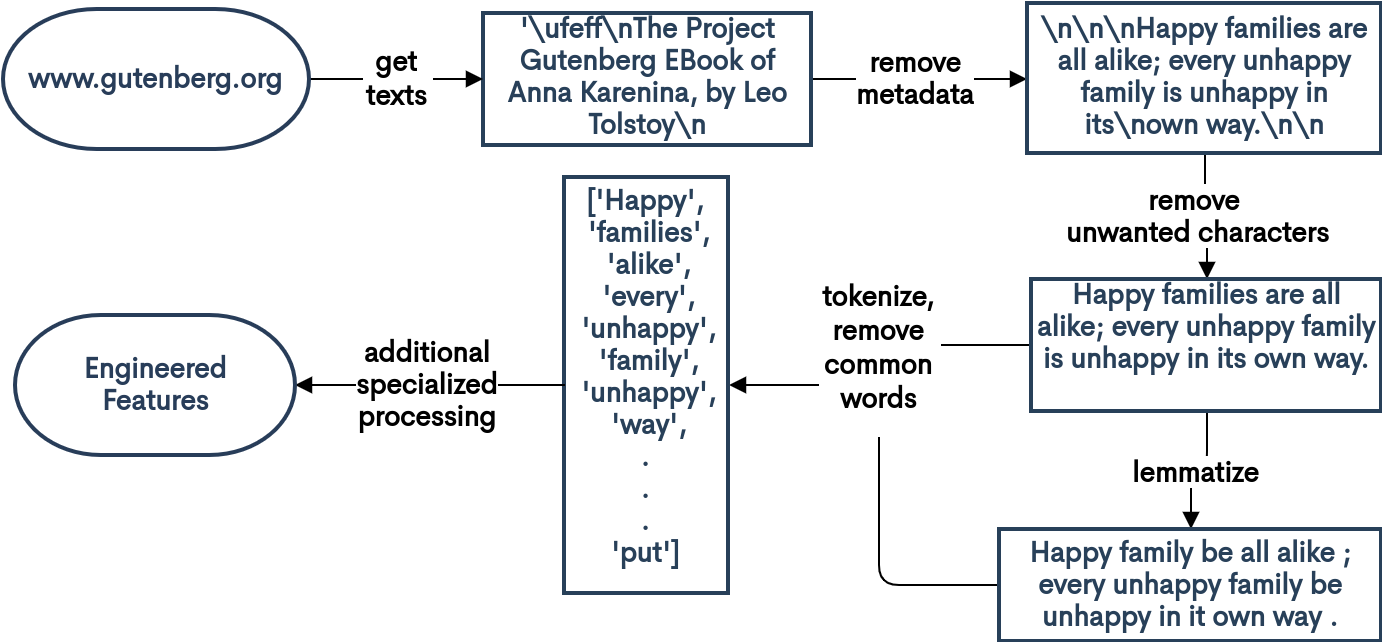 www.gutenberg.org
get
texts
'\ufeff\nThe Project
Gutenberg EBook of
Anna Karenina, by Leo
Tolstoy\n
remove
metadata
\n\n\nHappy families are
all alike; every unhappy
family is unhappy in
its\nown way.\n\n
remove
unwanted characters
Happy families are all
alike; every unhappy family
is unhappy in its own way.
lemmatize
Happy family be all alike ;
every unhappy family be
unhappy in it own way .
tokenize,
remove
common
words
['Happy',
'families',
'alike',
'every',
'unhappy',
'family',
'unhappy',
'way',
.
.
.
'put']
additional
specialized
processing
Engineered
Features